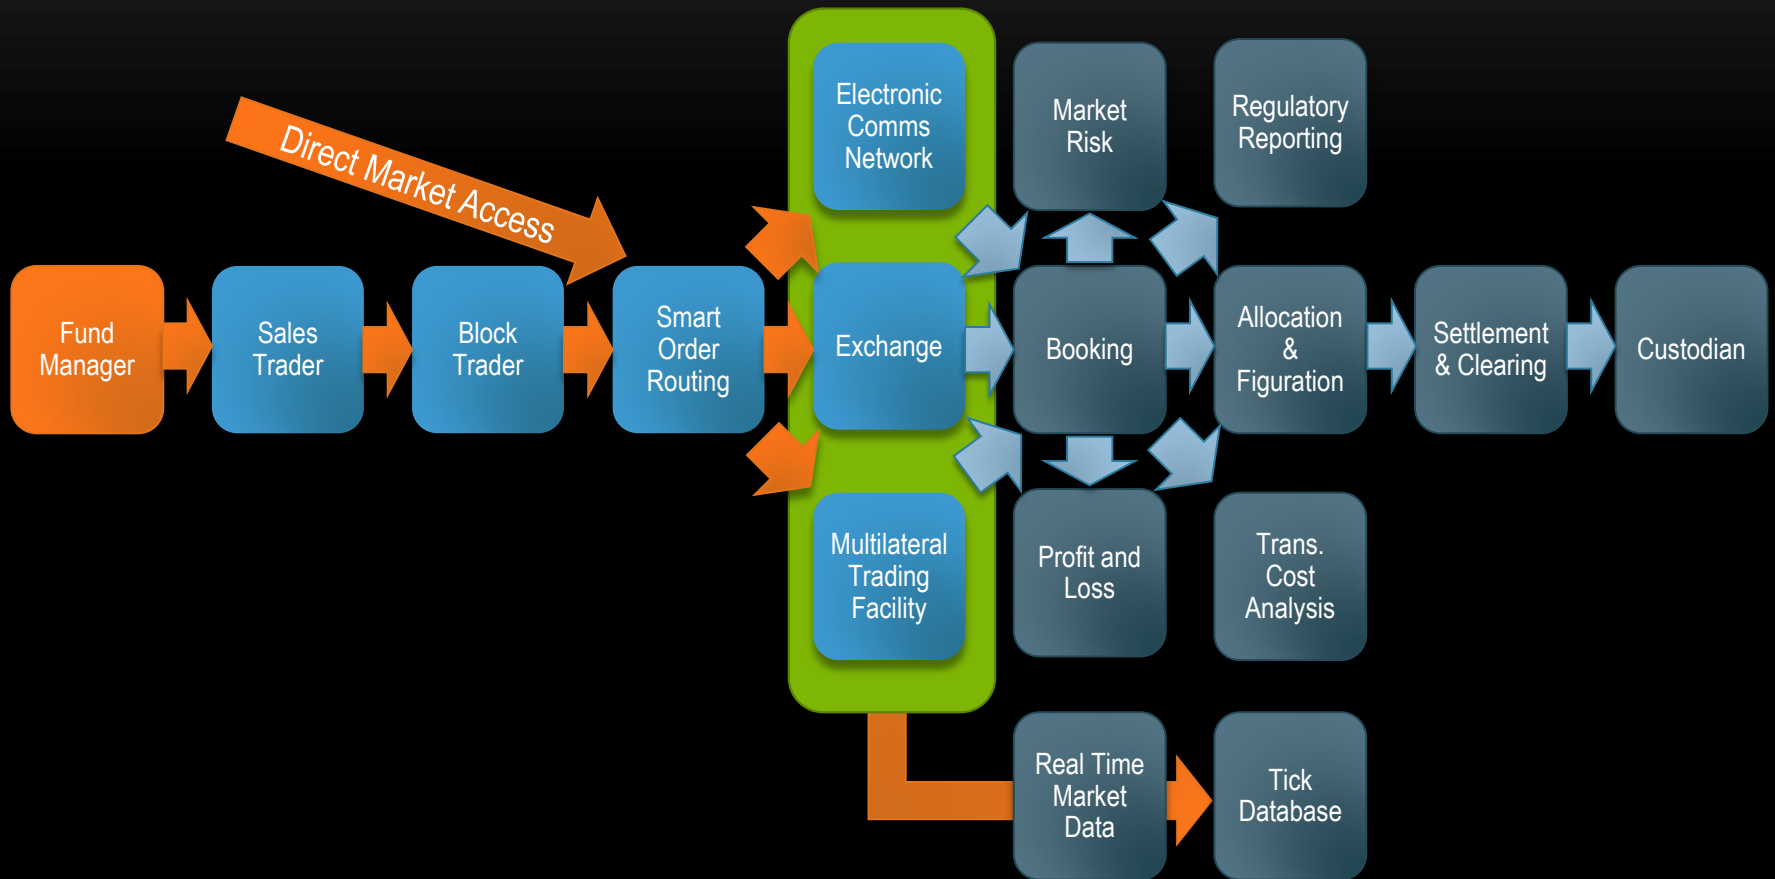 Direct Market Access
Fund
Manager
Sales
Trader
Block
Trader
Smart
Order
Routing
Electronic
Comms
Network
Exchange
Multilateral
Trading
Facility
Market
Risk
Booking
Profit and
Loss
Regulatory
Reporting
Allocation
&
Figuration
Trans.
Cost
Analysis
Settlement
& Clearing
Custodian
Real Time
Market
Data
Tick
Database